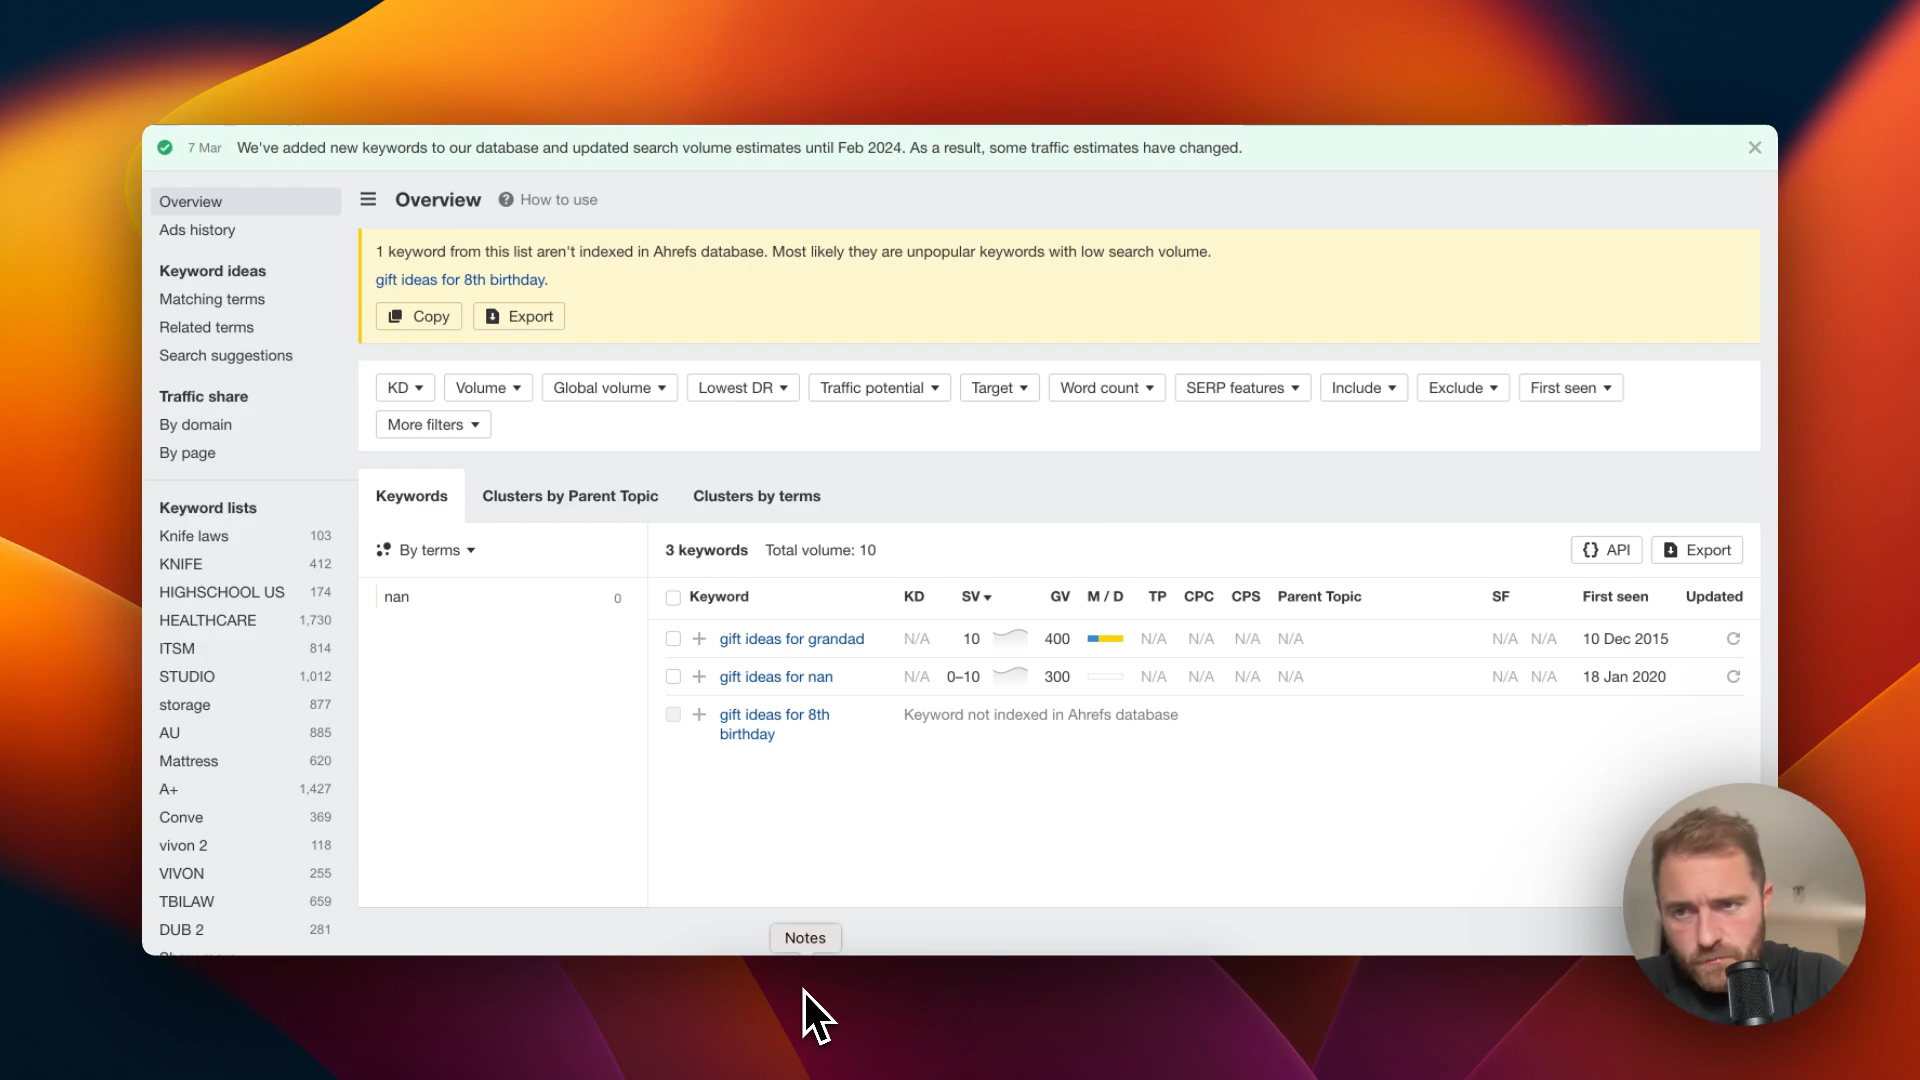 7 Mar We've added new keywords to our database and updated search volume estimates until Feb 2024. As a result, some traffic estimates have changed.
Overview
Ads history
Keyword ideas
Matching terms
Related terms
Search suggestions
Traffic share
By domain
By page
Keyword lists
Knife laws 103
KNIFE 412
HIGHSCHOOL US 174
HEALTHCARE 1,730
ITSM 814
STUDIO 1,012
storage 877
AU 885
Mattress 620
A+ 1,427
Conve 369
vivon 2 118
VIVON 255
TBILAW 659
DUB 2 281
Overview How to use
1 keyword from this list aren't indexed in Ahrefs database. Most likely they are unpopular keywords with low search volume.
gift ideas for 8th birthday.
Copy Export
KD Volume Global volume Lowest DR Traffic potential Target Word count SERP features Include Exclude First seen
More filters
Keywords Clusters by Parent Topic Clusters by terms
By terms
nan 0
3 keywords Total volume: 10 API Export
Keyword KD SV GV M / D TP CPC CPS Parent Topic SF First seen Updated
gift ideas for grandad N/A 10 400 N/A N/A N/A N/A N/A N/A 10 Dec 2015
gift ideas for nan N/A 0–10 300 N/A N/A N/A N/A N/A N/A 18 Jan 2020
gift ideas for 8th Keyword not indexed in Ahrefs database
birthday
Notes